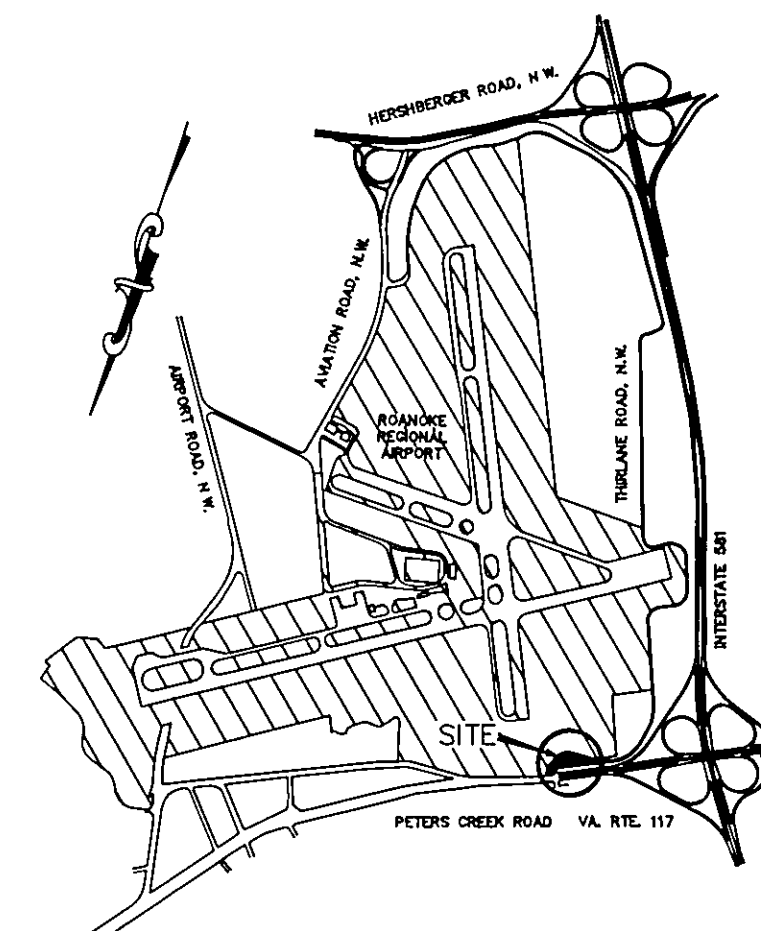 HERSHBERGER ROAD, N.W.
AVIATION ROAD, N.W.
AIRPORT ROAD, N.W.
ROANOKE
REGIONAL
AIRPORT
THIRLANE ROAD, N.W.
INTERSTATE 581
SITE
PETERS CREEK ROAD VA. RTE. 117